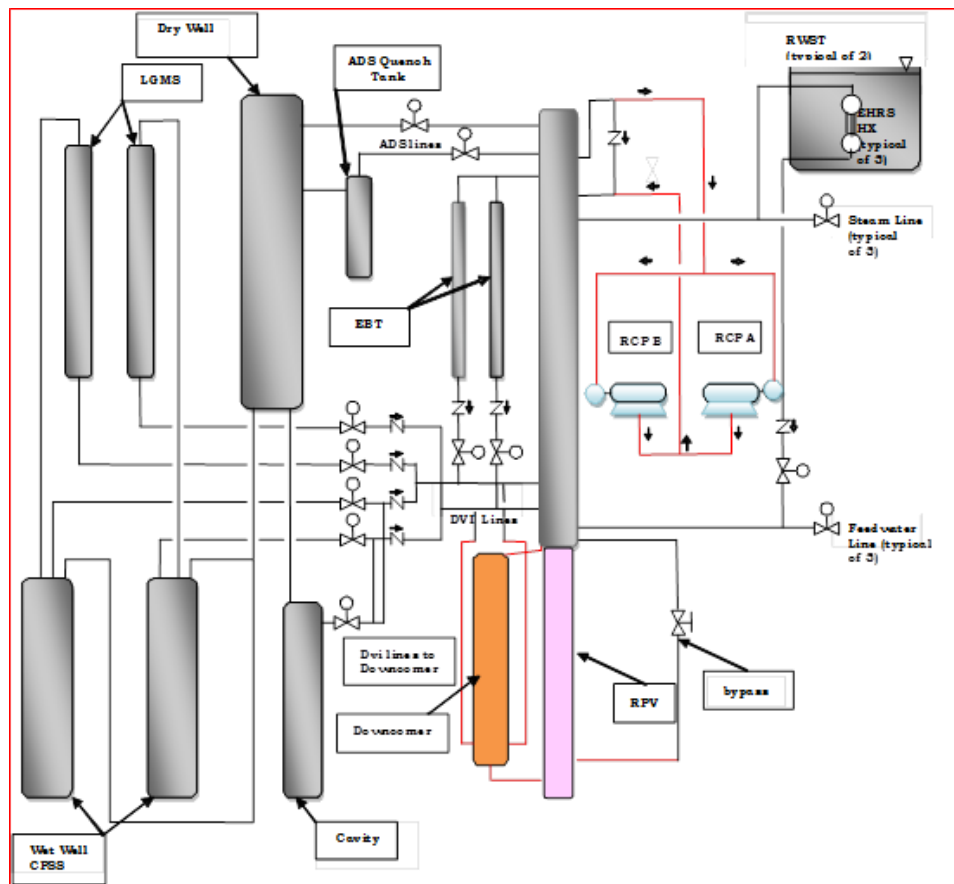 Dry Well
RWST
(typical of 2)
ADS Quench
Tank
LGMS
EHRS
HX
(typical
of 3)
ADS lines
Steam Line
(typical
of 3)
EBT
RCP B
RCP A
DVI Lines
Feedwater
Line (typical
of 3)
Dvi lines to
Downcomer
bypass
RPV
Downcomer
Wet Well
CPSS
Cavity